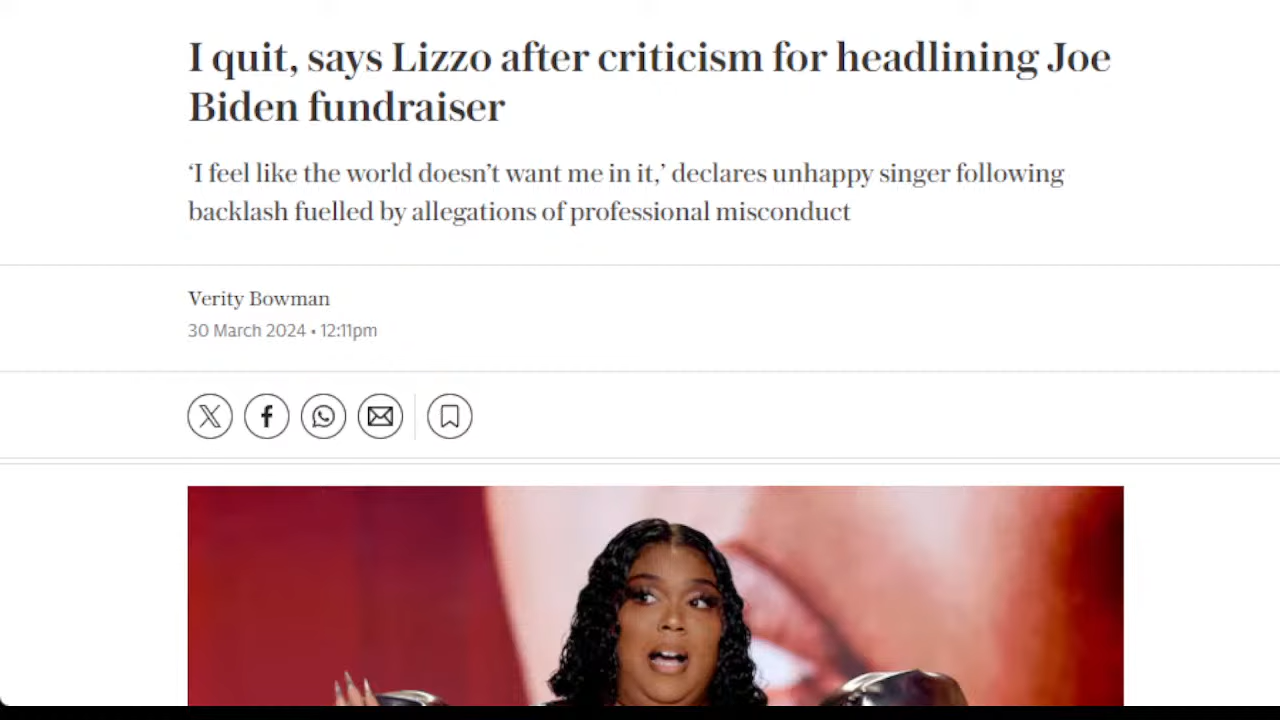 I quit, says Lizzo after criticism for headlining Joe
Biden fundraiser
‘I feel like the world doesn’t want me in it,’ declares unhappy singer following
backlash fuelled by allegations of professional misconduct
Verity Bowman
30 March 2024 • 12:11pm